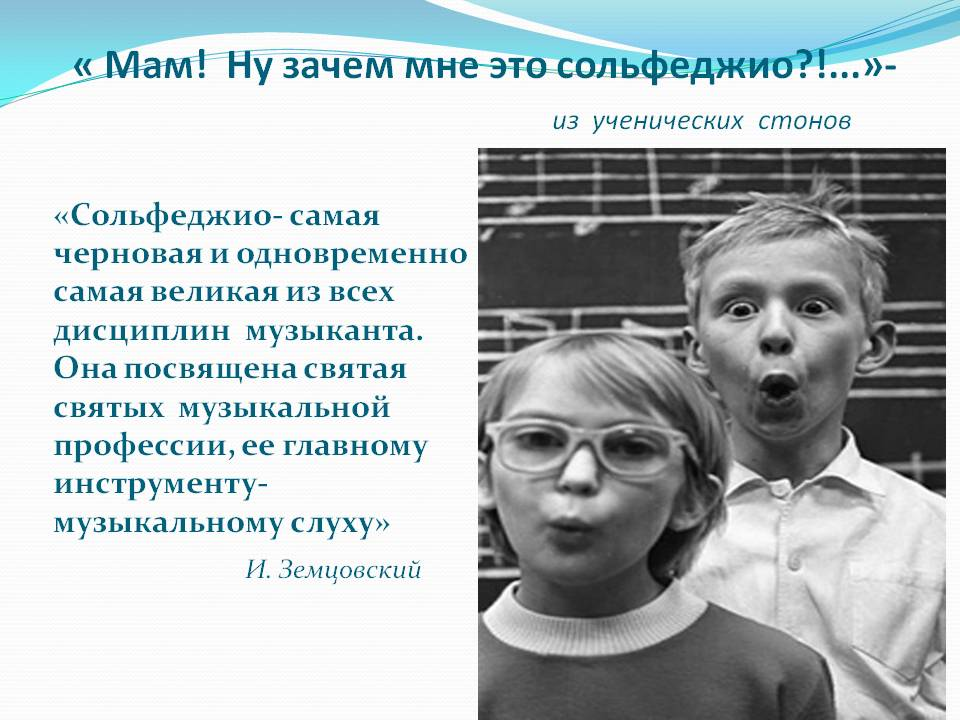 « Мам!  Ну зачем мне это сольфеджио?!...»-
из ученических стонов
«Сольфеджио- самая
черновая и одновременно
самая великая из всех
дисциплин музыканта.
Она посвящена святая
святых музыкальной
профессии, ее главному
инструменту-
музыкальному слуху»
И. Земцовский